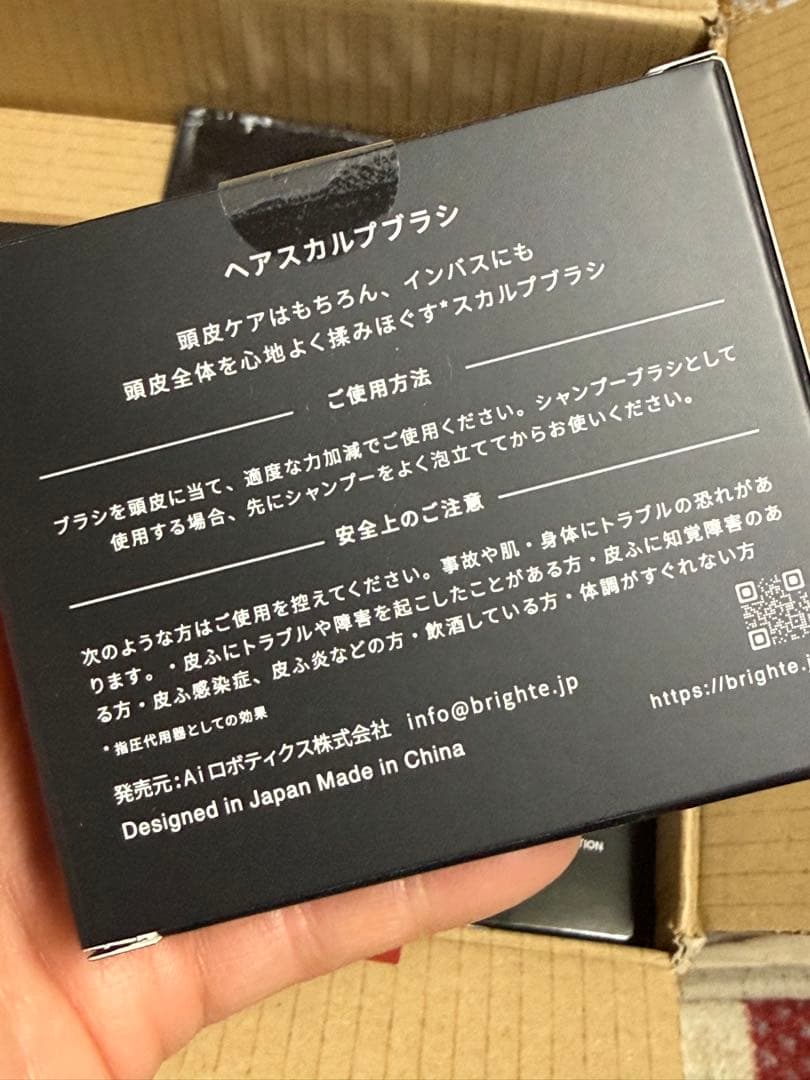 ヘアスカルプブラシ
頭皮ケアはもちろん、インバスにも
頭皮全体を心地よく揉みほぐす*スカルプブラシ
ご使用方法
ブラシを頭皮に当て、適度な力加減でご使用ください。シャンプーブラシとして
使用する場合、先にシャンプーをよく泡立ててからお使いください。
安全上のご注意
次のような方はご使用を控えてください。事故や肌・身体にトラブルの恐れがあ
ります。・皮ふにトラブルや障害を起こしたことがある方・皮ふに知覚障害のあ
る方・皮ふ感染症、皮ふ炎などの方・飲酒している方・体調がすぐれない方
*指圧代用器としての効果
発売元:Aiロボティクス株式会社 info@brighte.jp
https://brighte.j
Designed in Japan Made in China
TION